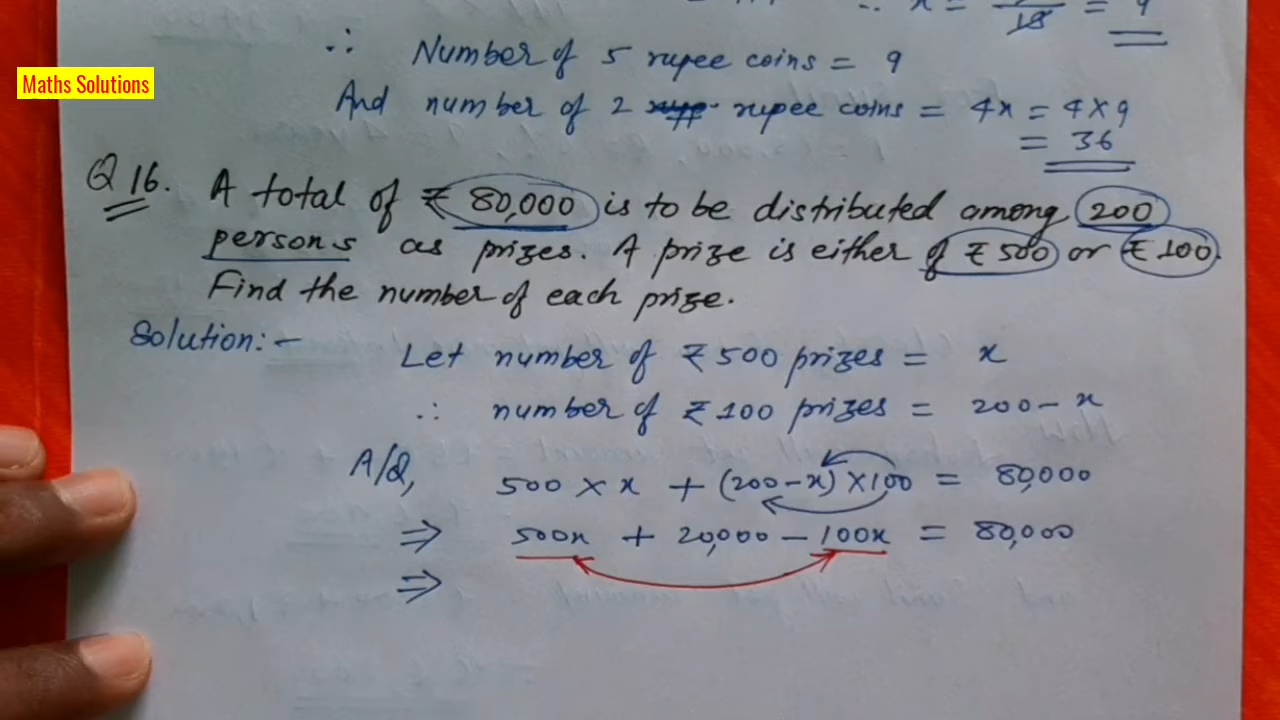 ∴ x = /18 = 9
∴ Number of 5 rupee coins = 9
Maths Solutions
And number of 2 rupee coins = 4x = 4×9
= 36
Q 16. A total of ₹ 80,000 is to be distributed among 200
persons as prizes. A prize is either of ₹ 500 or ₹ 100.
Find the number of each prize.
Solution:-
Let number of ₹ 500 prizes = x
∴ number of ₹ 100 prizes = 200 - x
A/Q, 500 × x + (200 - x) × 100 = 80,000
⇒ 500x + 20,000 - 100x = 80,000
⇒